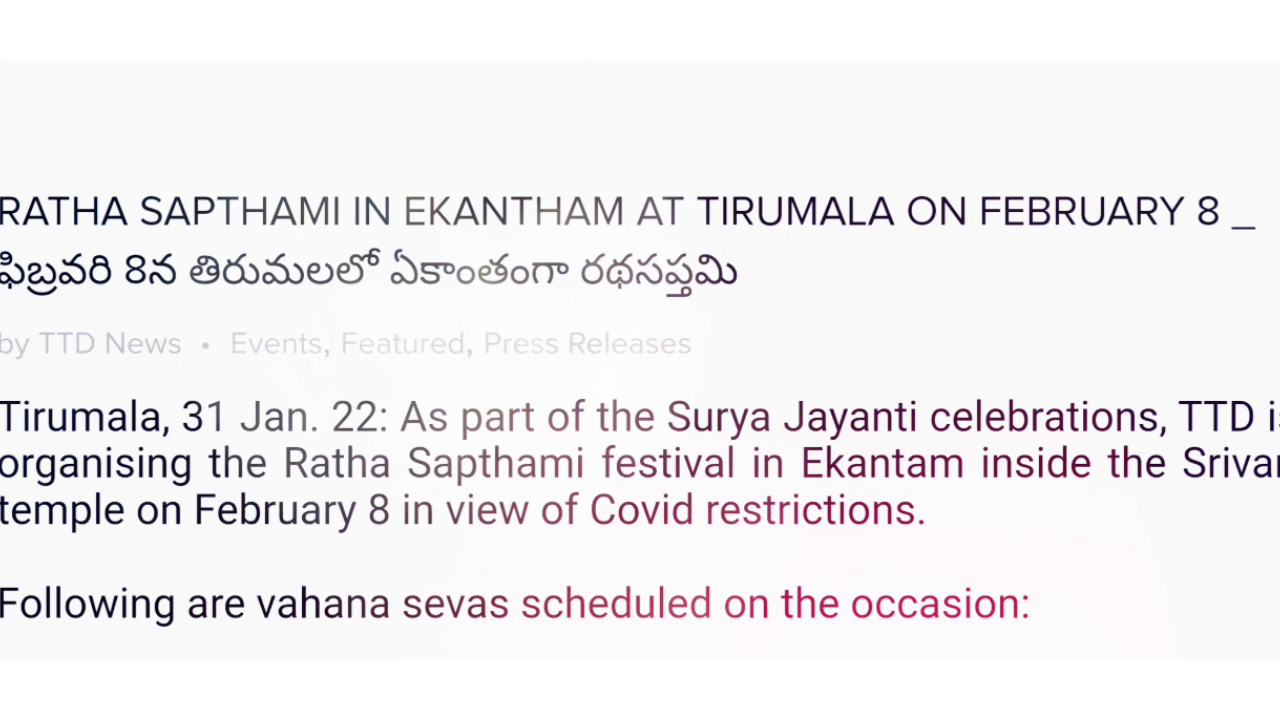 RATHA SAPTHAMI IN EKANTHAM AT TIRUMALA ON FEBRUARY 8 _
ఫిబ్రవరి 8న తిరుమలలో ఏకాంతంగా రథసప్తమి
by TTD News • Events, Featured, Press Releases
Tirumala, 31 Jan. 22: As part of the Surya Jayanti celebrations, TTD
organising the Ratha Sapthami festival in Ekantam inside the
temple on February 8 in view of Covid restrictions.
Following are vahana sevas scheduled on the occasion: